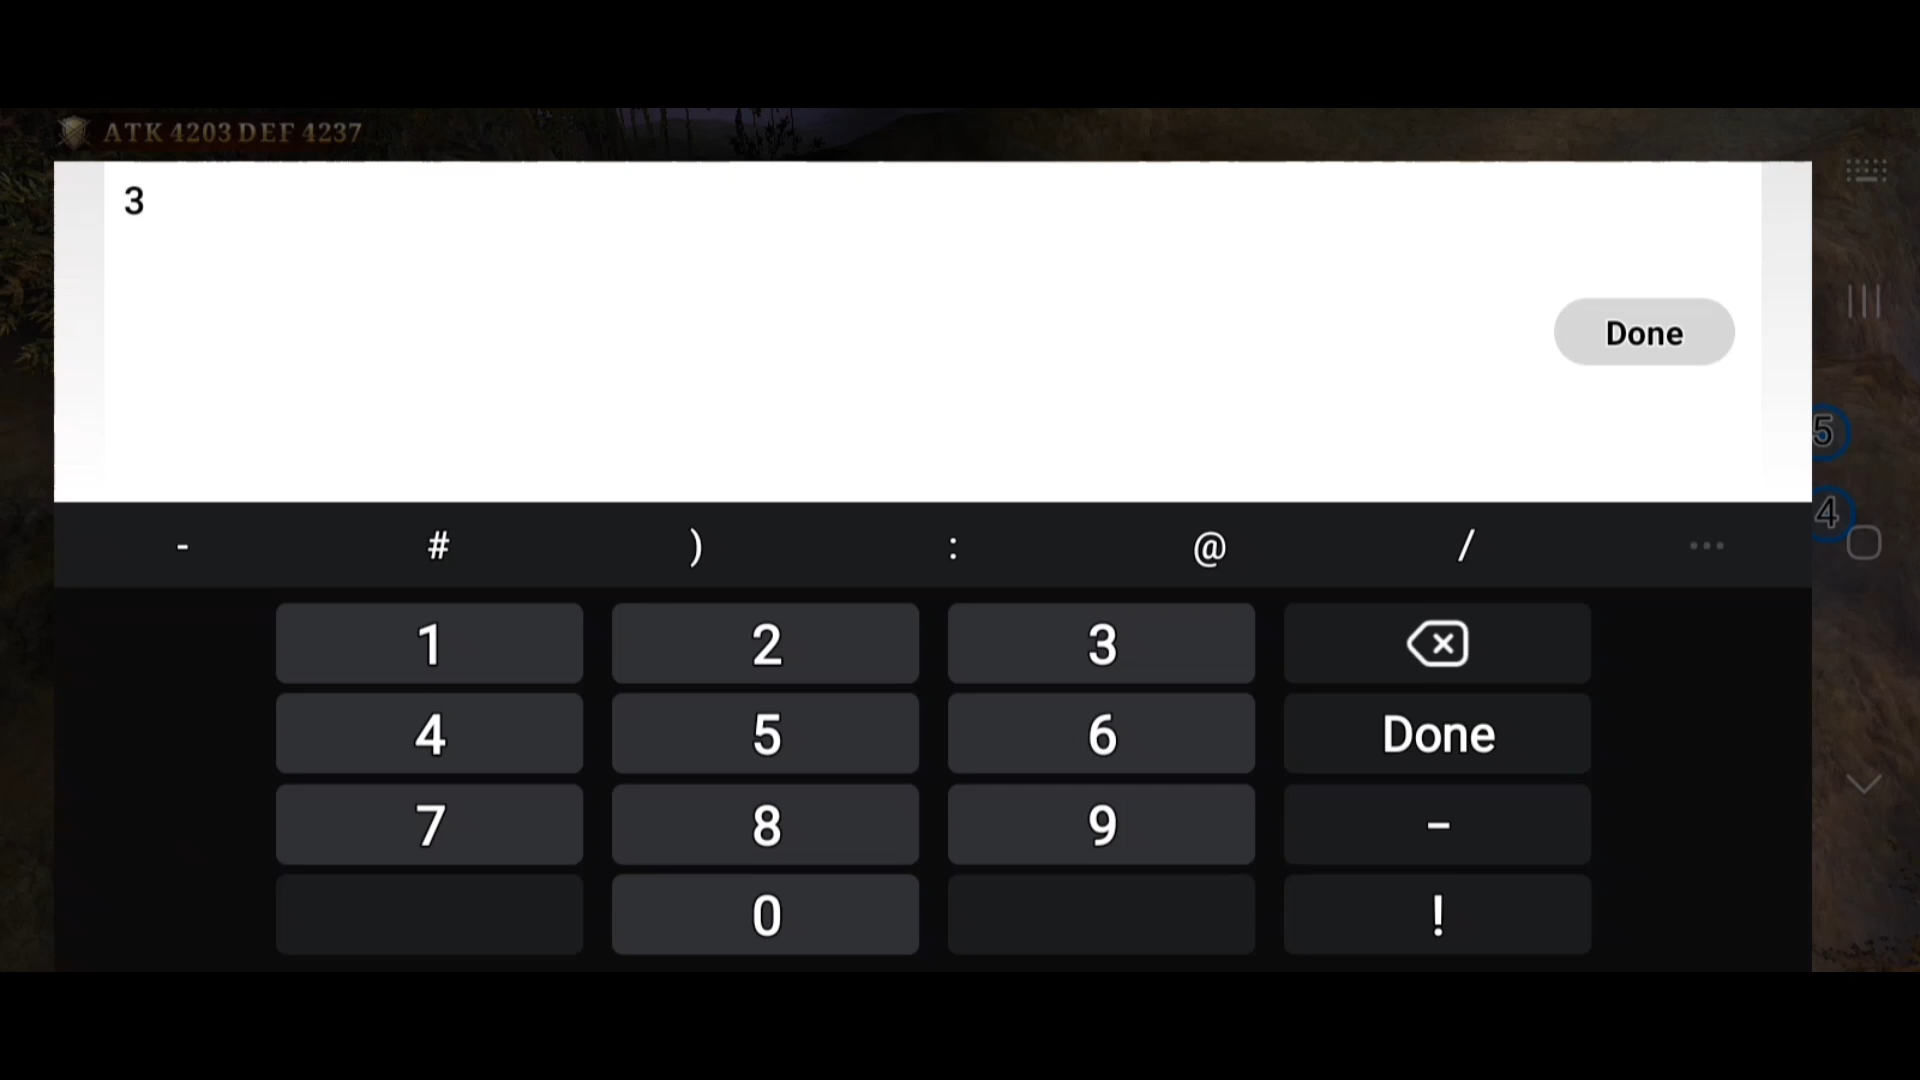 ATK 4203 DEF 4237
3
Done
5
4
- # ) : @ / ...
1 2 3
4 5 6 Done
7 8 9 -
0 !